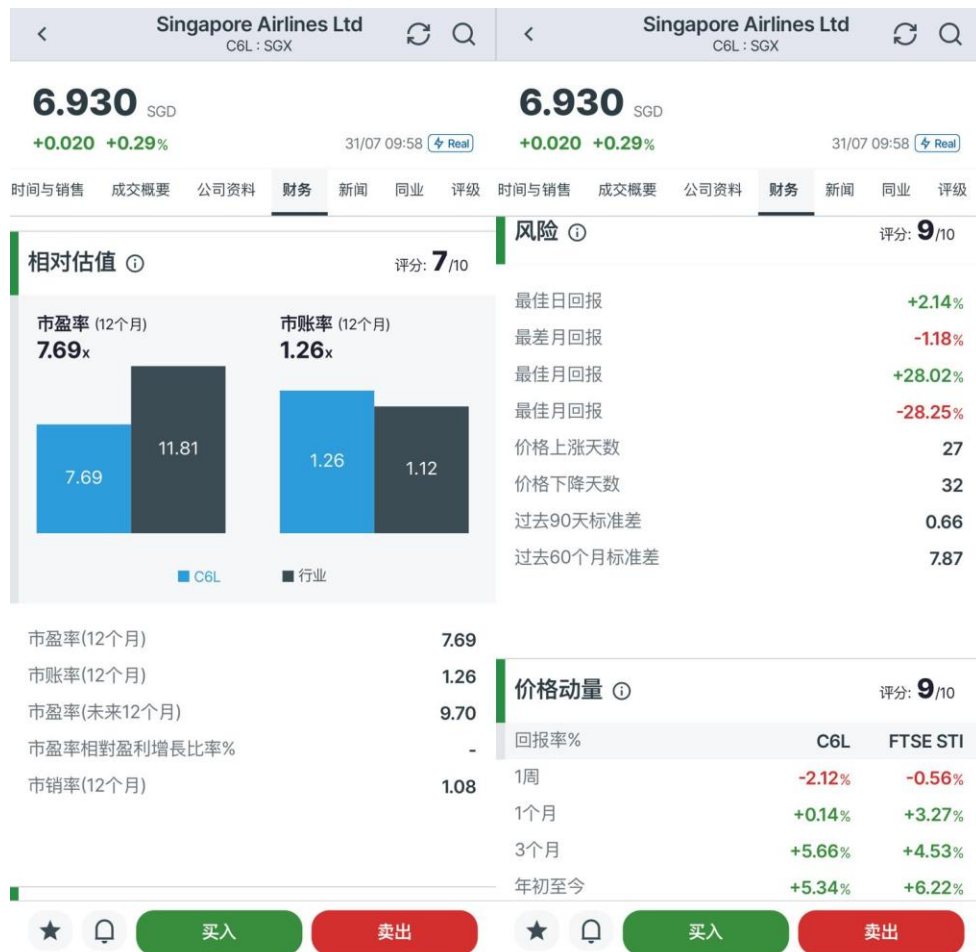 Singapore Airlines Ltd
C6L : SGX
6.930 SGD
+0.020 +0.29%
31/07 09:58 Real
时间与销售 成交概要 公司资料 财务 新闻 同业 评级
相对估值
评分: 7/10
市盈率 (12个月)
7.69x
市账率 (12个月)
1.26x
7.69
11.81
1.26
1.12
C6L
行业
市盈率(12个月) 7.69
市账率(12个月) 1.26
市盈率(未来12个月) 9.70
市盈率相對盈利增長比率% -
市销率(12个月) 1.08
买入 卖出
Singapore Airlines Ltd
C6L : SGX
6.930 SGD
+0.020 +0.29%
31/07 09:58 Real
时间与销售 成交概要 公司资料 财务 新闻 同业 评级
风险
评分: 9/10
最佳日回报 +2.14%
最差月回报 -1.18%
最佳月回报 +28.02%
最佳月回报 -28.25%
价格上涨天数 27
价格下降天数 32
过去90天标准差 0.66
过去60个月标准差 7.87
价格动量
评分: 9/10
回报率% C6L FTSE STI
1周 -2.12% -0.56%
1个月 +0.14% +3.27%
3个月 +5.66% +4.53%
年初至今 +5.34% +6.22%
买入 卖出